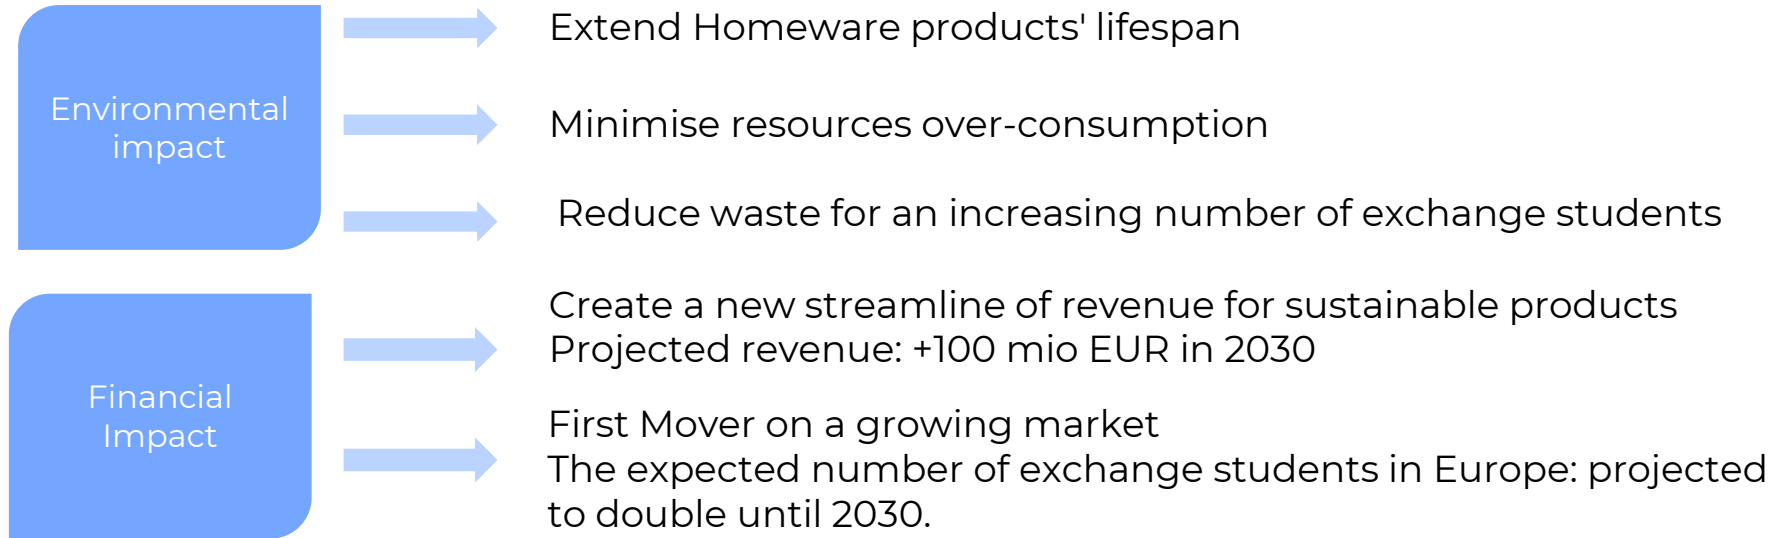 Environmental
impact
Extend Homeware products' lifespan
Minimise resources over-consumption
Reduce waste for an increasing number of exchange students
Financial
Impact
Create a new streamline of revenue for sustainable products
Projected revenue: +100 mio EUR in 2030
First Mover on a growing market
The expected number of exchange students in Europe: projected
to double until 2030.